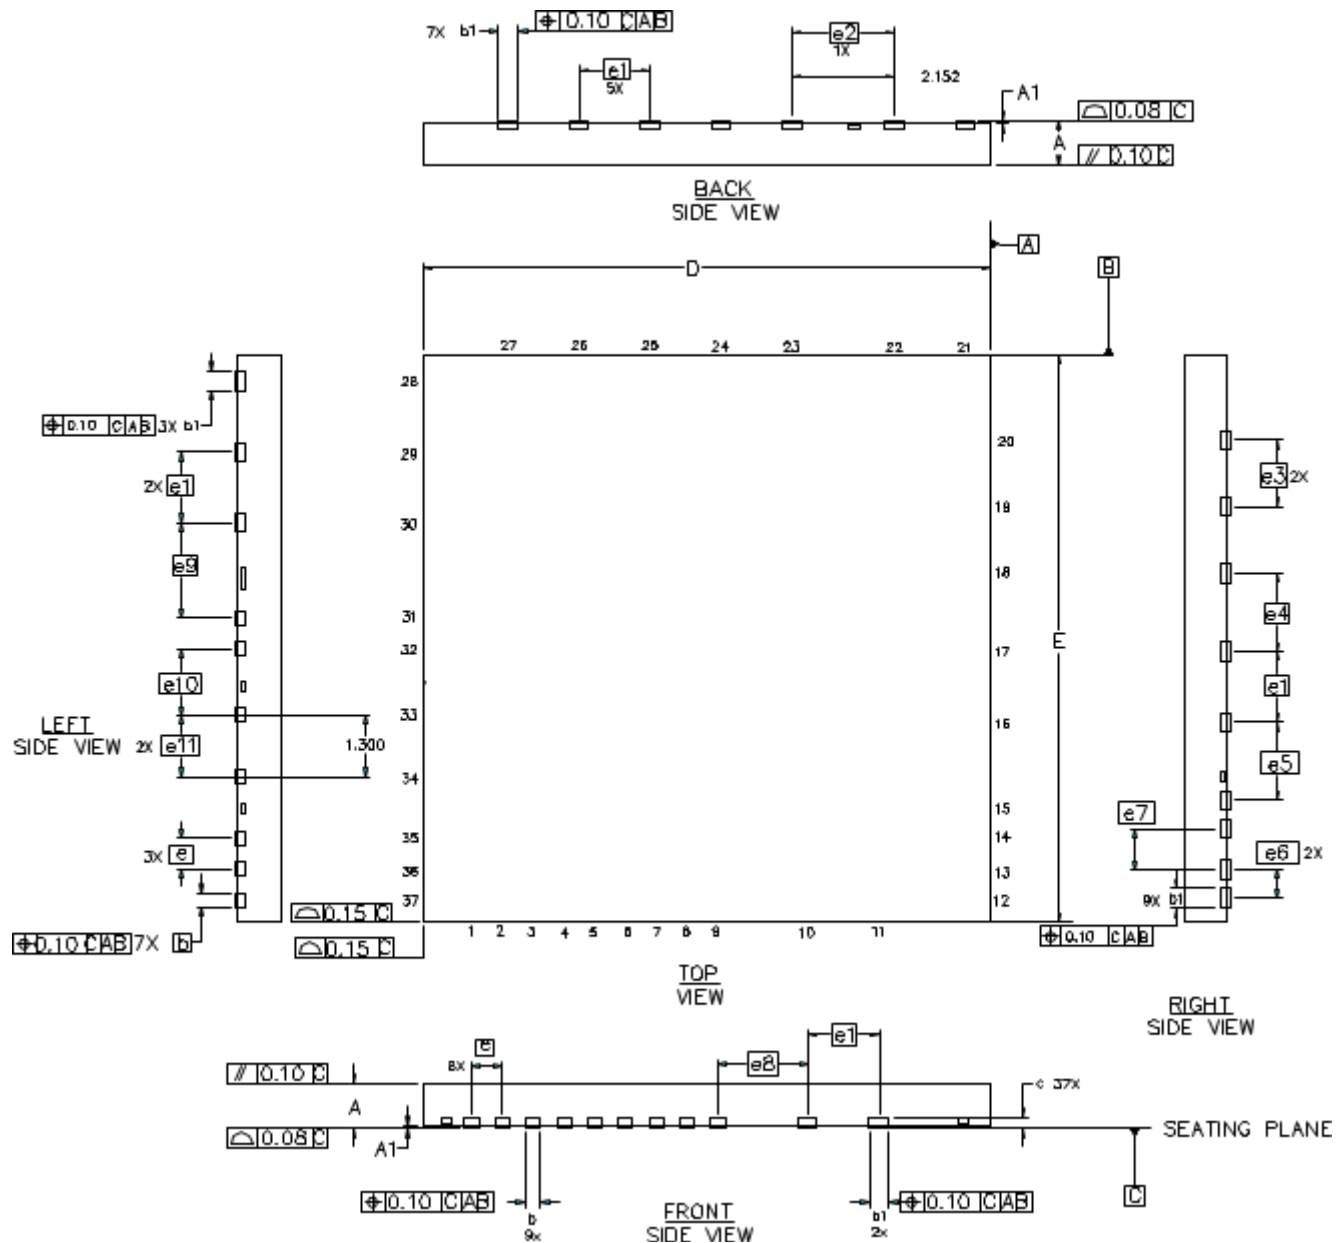 7X b1
⌖ 0.10 C A B
e1
5X
e2
1X
2.152
A1
⌓ 0.08 C
A
// 0.10 C
BACK
SIDE VIEW
A
D
B
27 26 25 24 23 22 21
28
⌖ 0.10 C A B 3X b1
29
2X e1
30
e9
31
32
e10
33
LEFT
SIDE VIEW
2X e11
1.300
34
35
3X e
36
37
⌖ 0.10 C A B 7X b
⌓ 0.15 C
⌓ 0.15 C
20
19
18
17
16
15
14
13
12
E
e3 2X
e4
e1
e5
e7
e6 2X
9X b1
⌖ 0.10 C A B
1 2 3 4 5 6 7 8 9 10 11
TOP
VIEW
RIGHT
SIDE VIEW
// 0.10 C
8X
e
e8
e1
c 37X
A
⌓ 0.08 C
A1
SEATING PLANE
C
⌖ 0.10 C A B
b
9x
FRONT
SIDE VIEW
b1
2x
⌖ 0.10 C A B